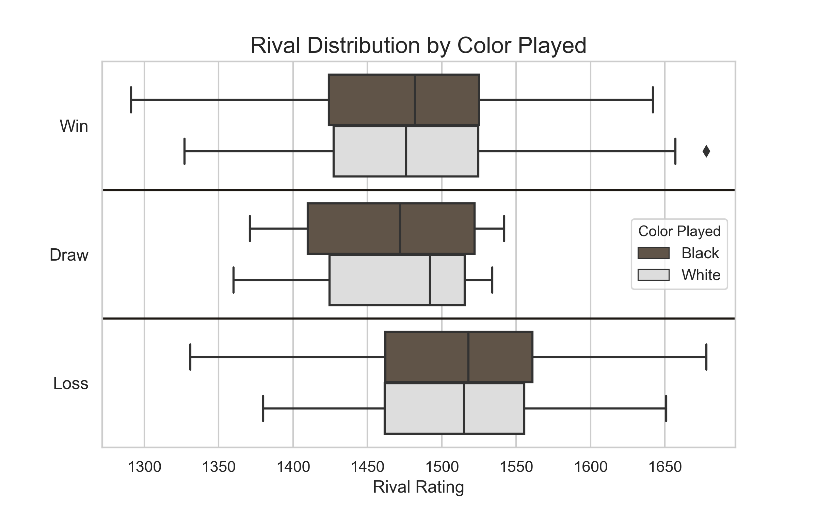 Rival Distribution by Color Played
Win
Draw
Loss
Color Played
Black
White
1300 1350 1400 1450 1500 1550 1600 1650
Rival Rating